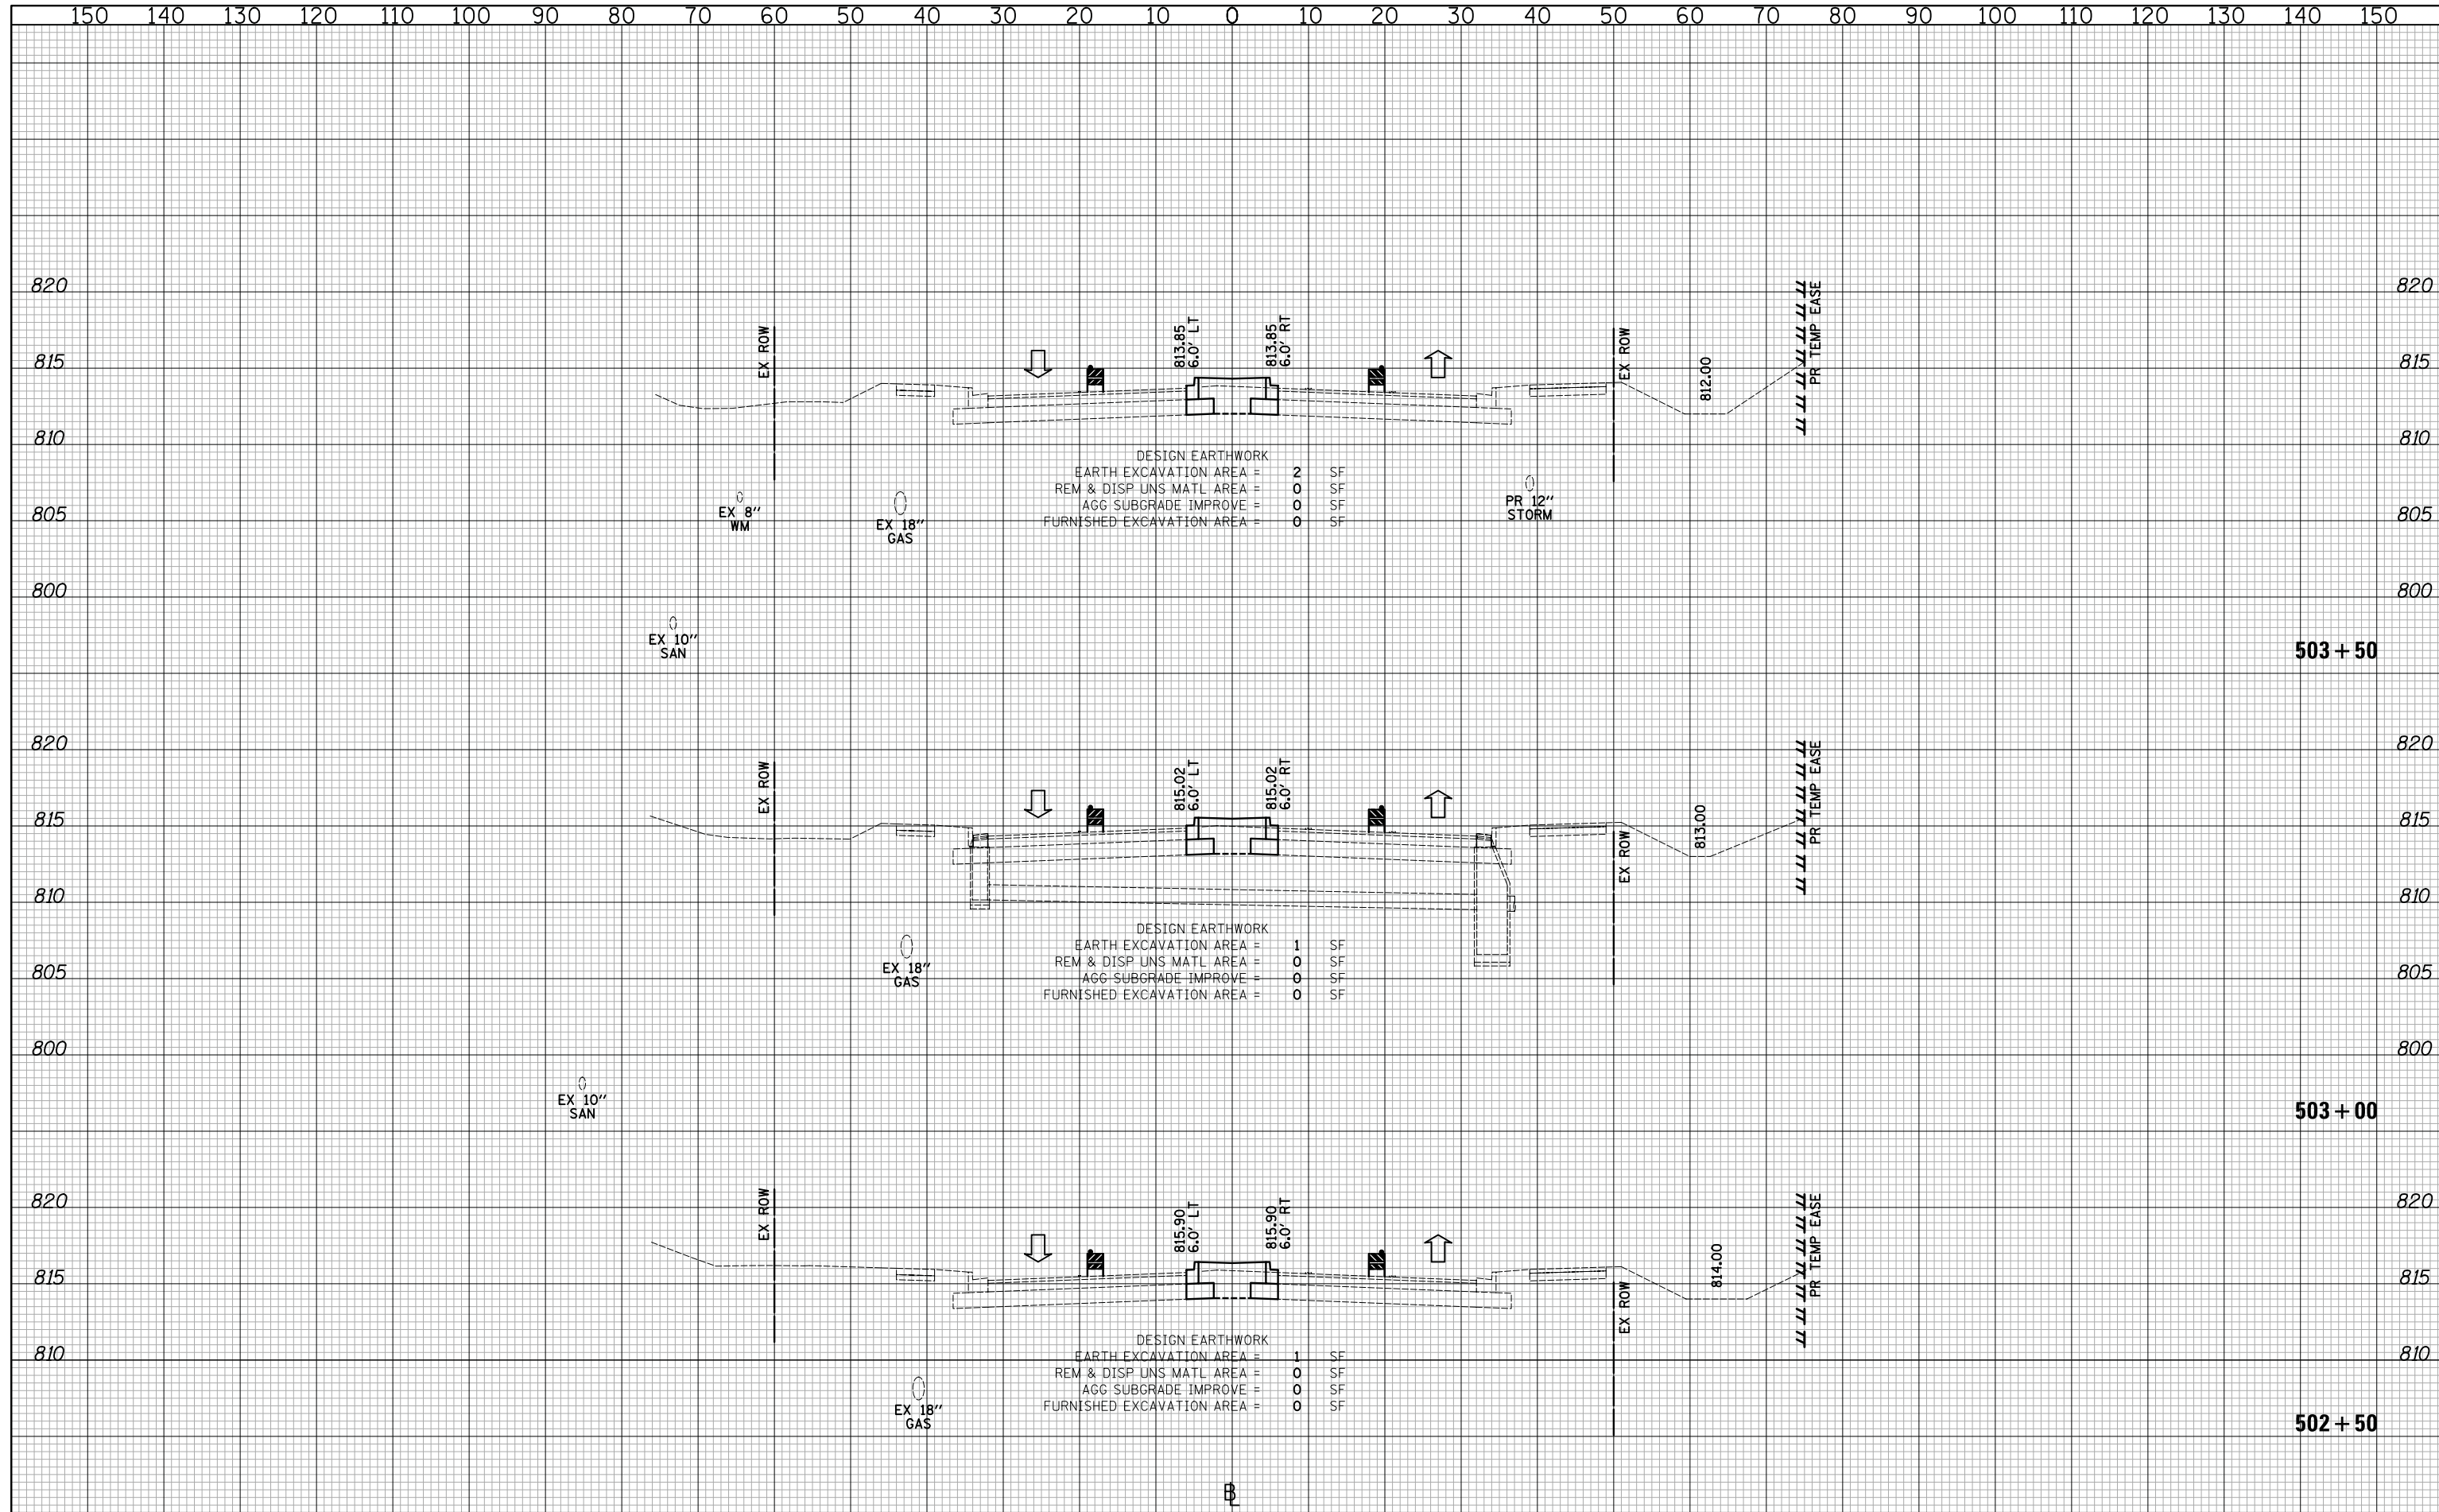 150 140 130 120 110 100 90 80 70 60 50 40 30 20 10 0 10 20 30 40 50 60 70 80 90 100 110 120 130 140 150
820 820
EX ROW
813.85
6.0' LT
813.85
6.0' RT
EX ROW
812.00
PR TEMP EASE
815 815
810 810
DESIGN EARTHWORK
EARTH EXCAVATION AREA = 2 SF
REM & DISP UNS MATL AREA = 0 SF
AGG SUBGRADE IMPROVE = 0 SF
FURNISHED EXCAVATION AREA = 0 SF
EX 8"
WM
EX 18"
GAS
PR 12"
STORM
805 805
800 800
EX 10"
SAN
503+50
820 820
EX ROW
815.02
6.0' LT
815.02
6.0' RT
EX ROW
813.00
PR TEMP EASE
815 815
810 810
DESIGN EARTHWORK
EARTH EXCAVATION AREA = 1 SF
REM & DISP UNS MATL AREA = 0 SF
AGG SUBGRADE IMPROVE = 0 SF
FURNISHED EXCAVATION AREA = 0 SF
EX 18"
GAS
805 805
800 800
EX 10"
SAN
503+00
820 820
EX ROW
815.90
6.0' LT
815.90
6.0' RT
EX ROW
814.00
PR TEMP EASE
815 815
810 810
DESIGN EARTHWORK
EARTH EXCAVATION AREA = 1 SF
REM & DISP UNS MATL AREA = 0 SF
AGG SUBGRADE IMPROVE = 0 SF
FURNISHED EXCAVATION AREA = 0 SF
EX 18"
GAS
502+50
BL